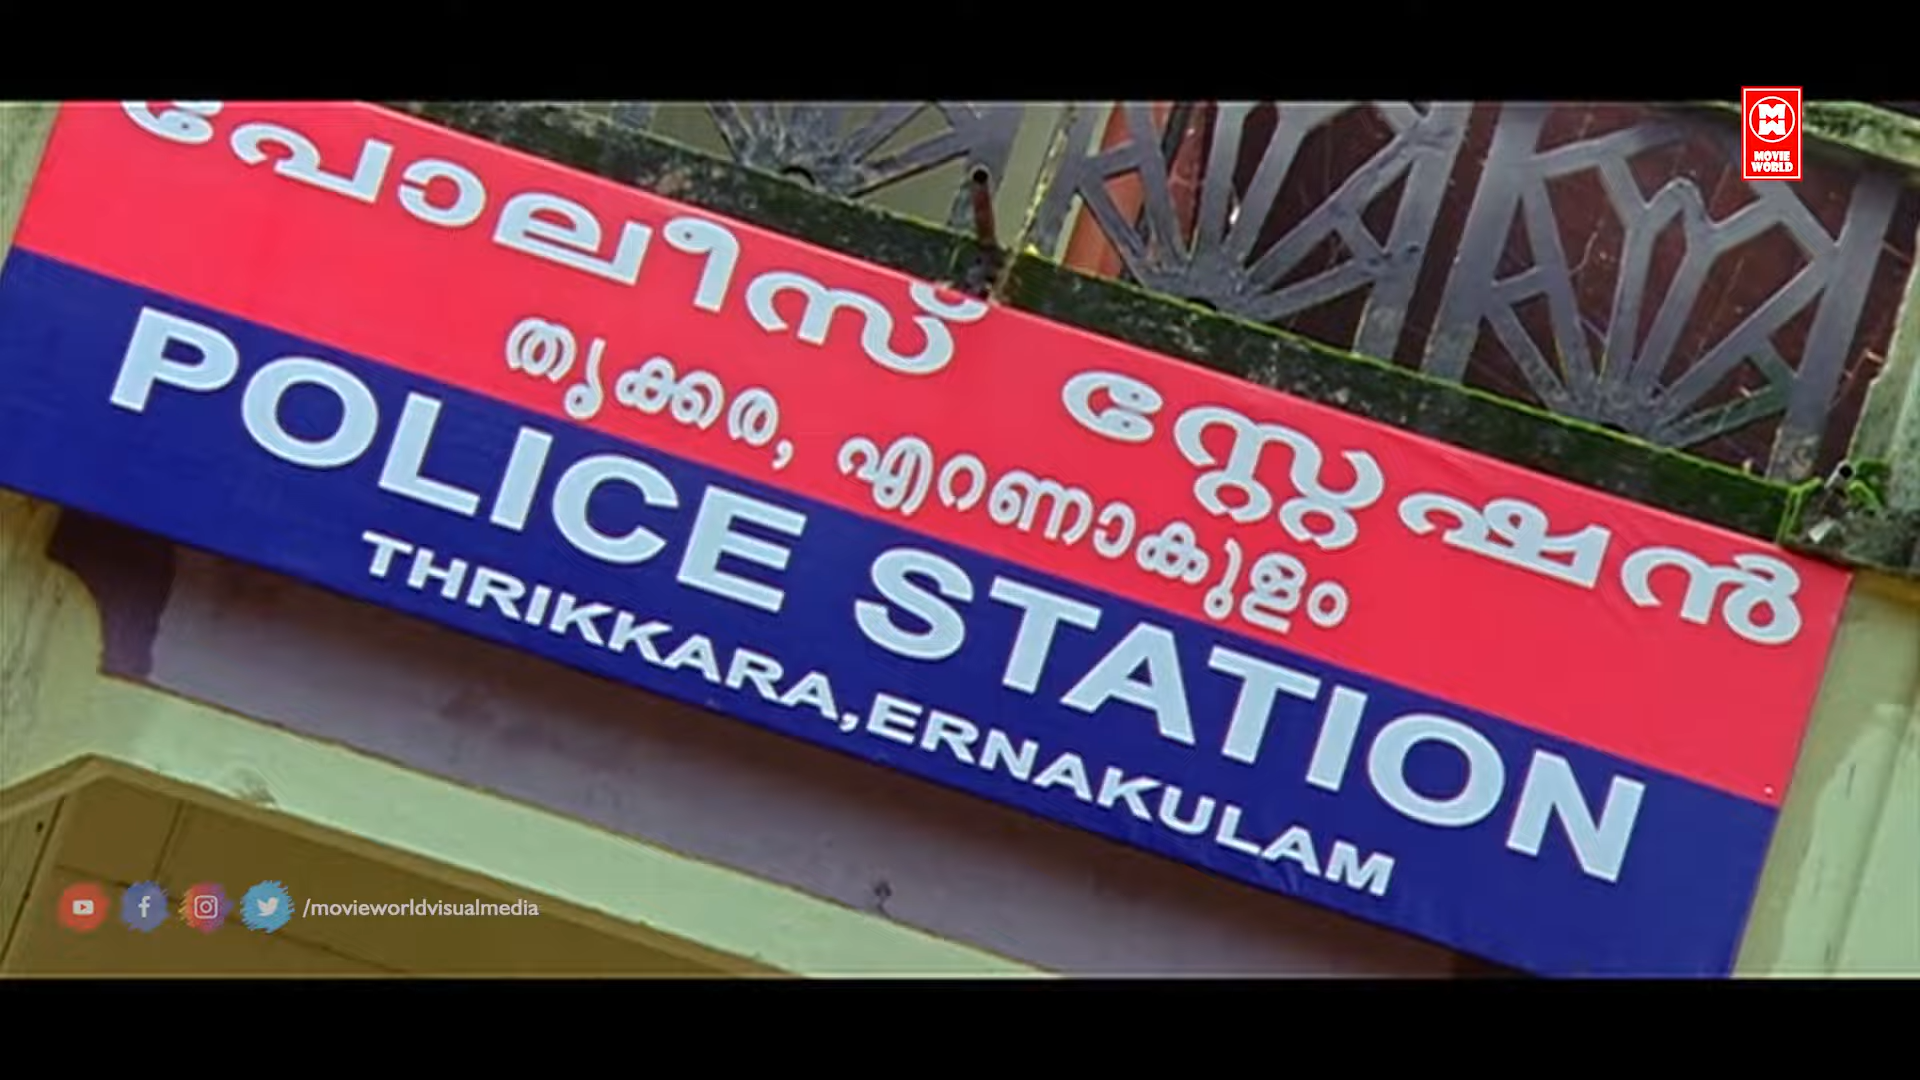 MOVIE
WORLD
പോലീസ് സ്റ്റേഷൻ
തൃക്കര, എറണാകുളം
POLICE STATION
THRIKKARA,ERNAKULAM
/movieworldvisualmedia